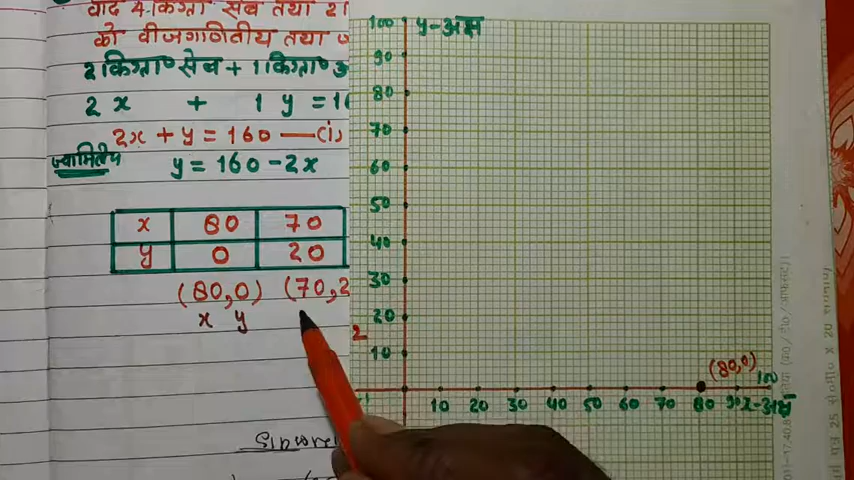 याद 4 किग्रा सेब तथा 2।
को बीजगणितीय तथा ज
2 किग्रा० सेब + 1 किग्रा०
2 x + 1 y = 16
2x + y = 160 —(i)
ज्यामितीय y = 160 - 2x
x 80 70
y 0 20
(80,0) (70,2
x y
y-अक्ष
100
90
80
70
60
50
40
30
20
10
2
(80,0)
10 20 30 40 50 60 70 80 90 100
x-अक्ष